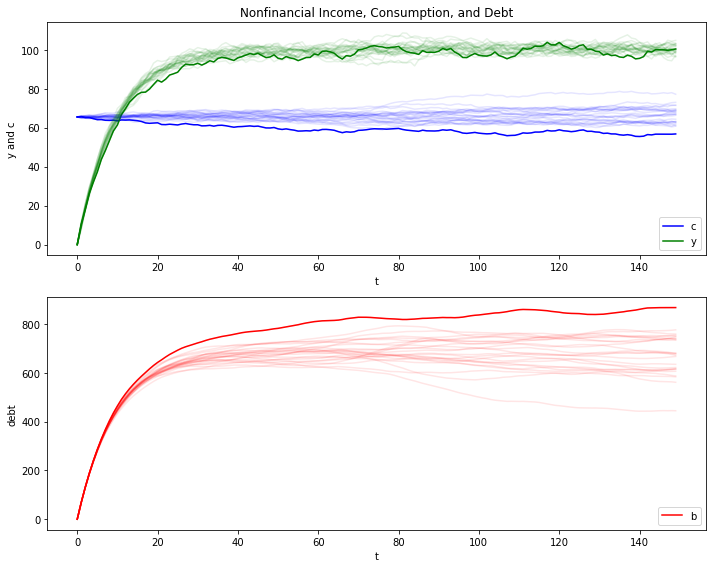 Nonfinancial Income, Consumption, and Debt
y and c
100
80
60
40
20
0
c
y
0 20 40 60 80 100 120 140
t
debt
800
600
400
200
0
b
0 20 40 60 80 100 120 140
t